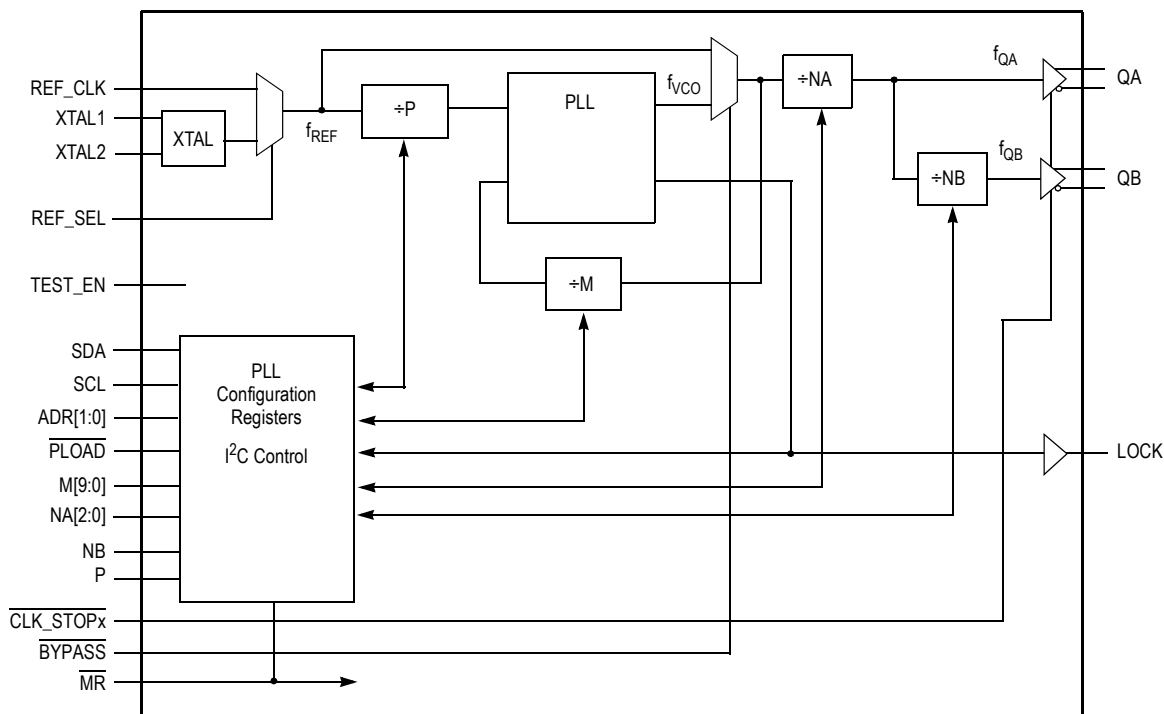 REF_CLK
XTAL1
XTAL2
XTAL
REF_SEL
TEST_EN
fREF
÷P
PLL
fVCO
÷NA
fQA
QA
÷NB
fQB
QB
÷M
SDA
SCL
ADR[1:0]
PLOAD
M[9:0]
NA[2:0]
NB
P
CLK_STOPx
BYPASS
MR
PLL
Configuration
Registers
I2C Control
LOCK